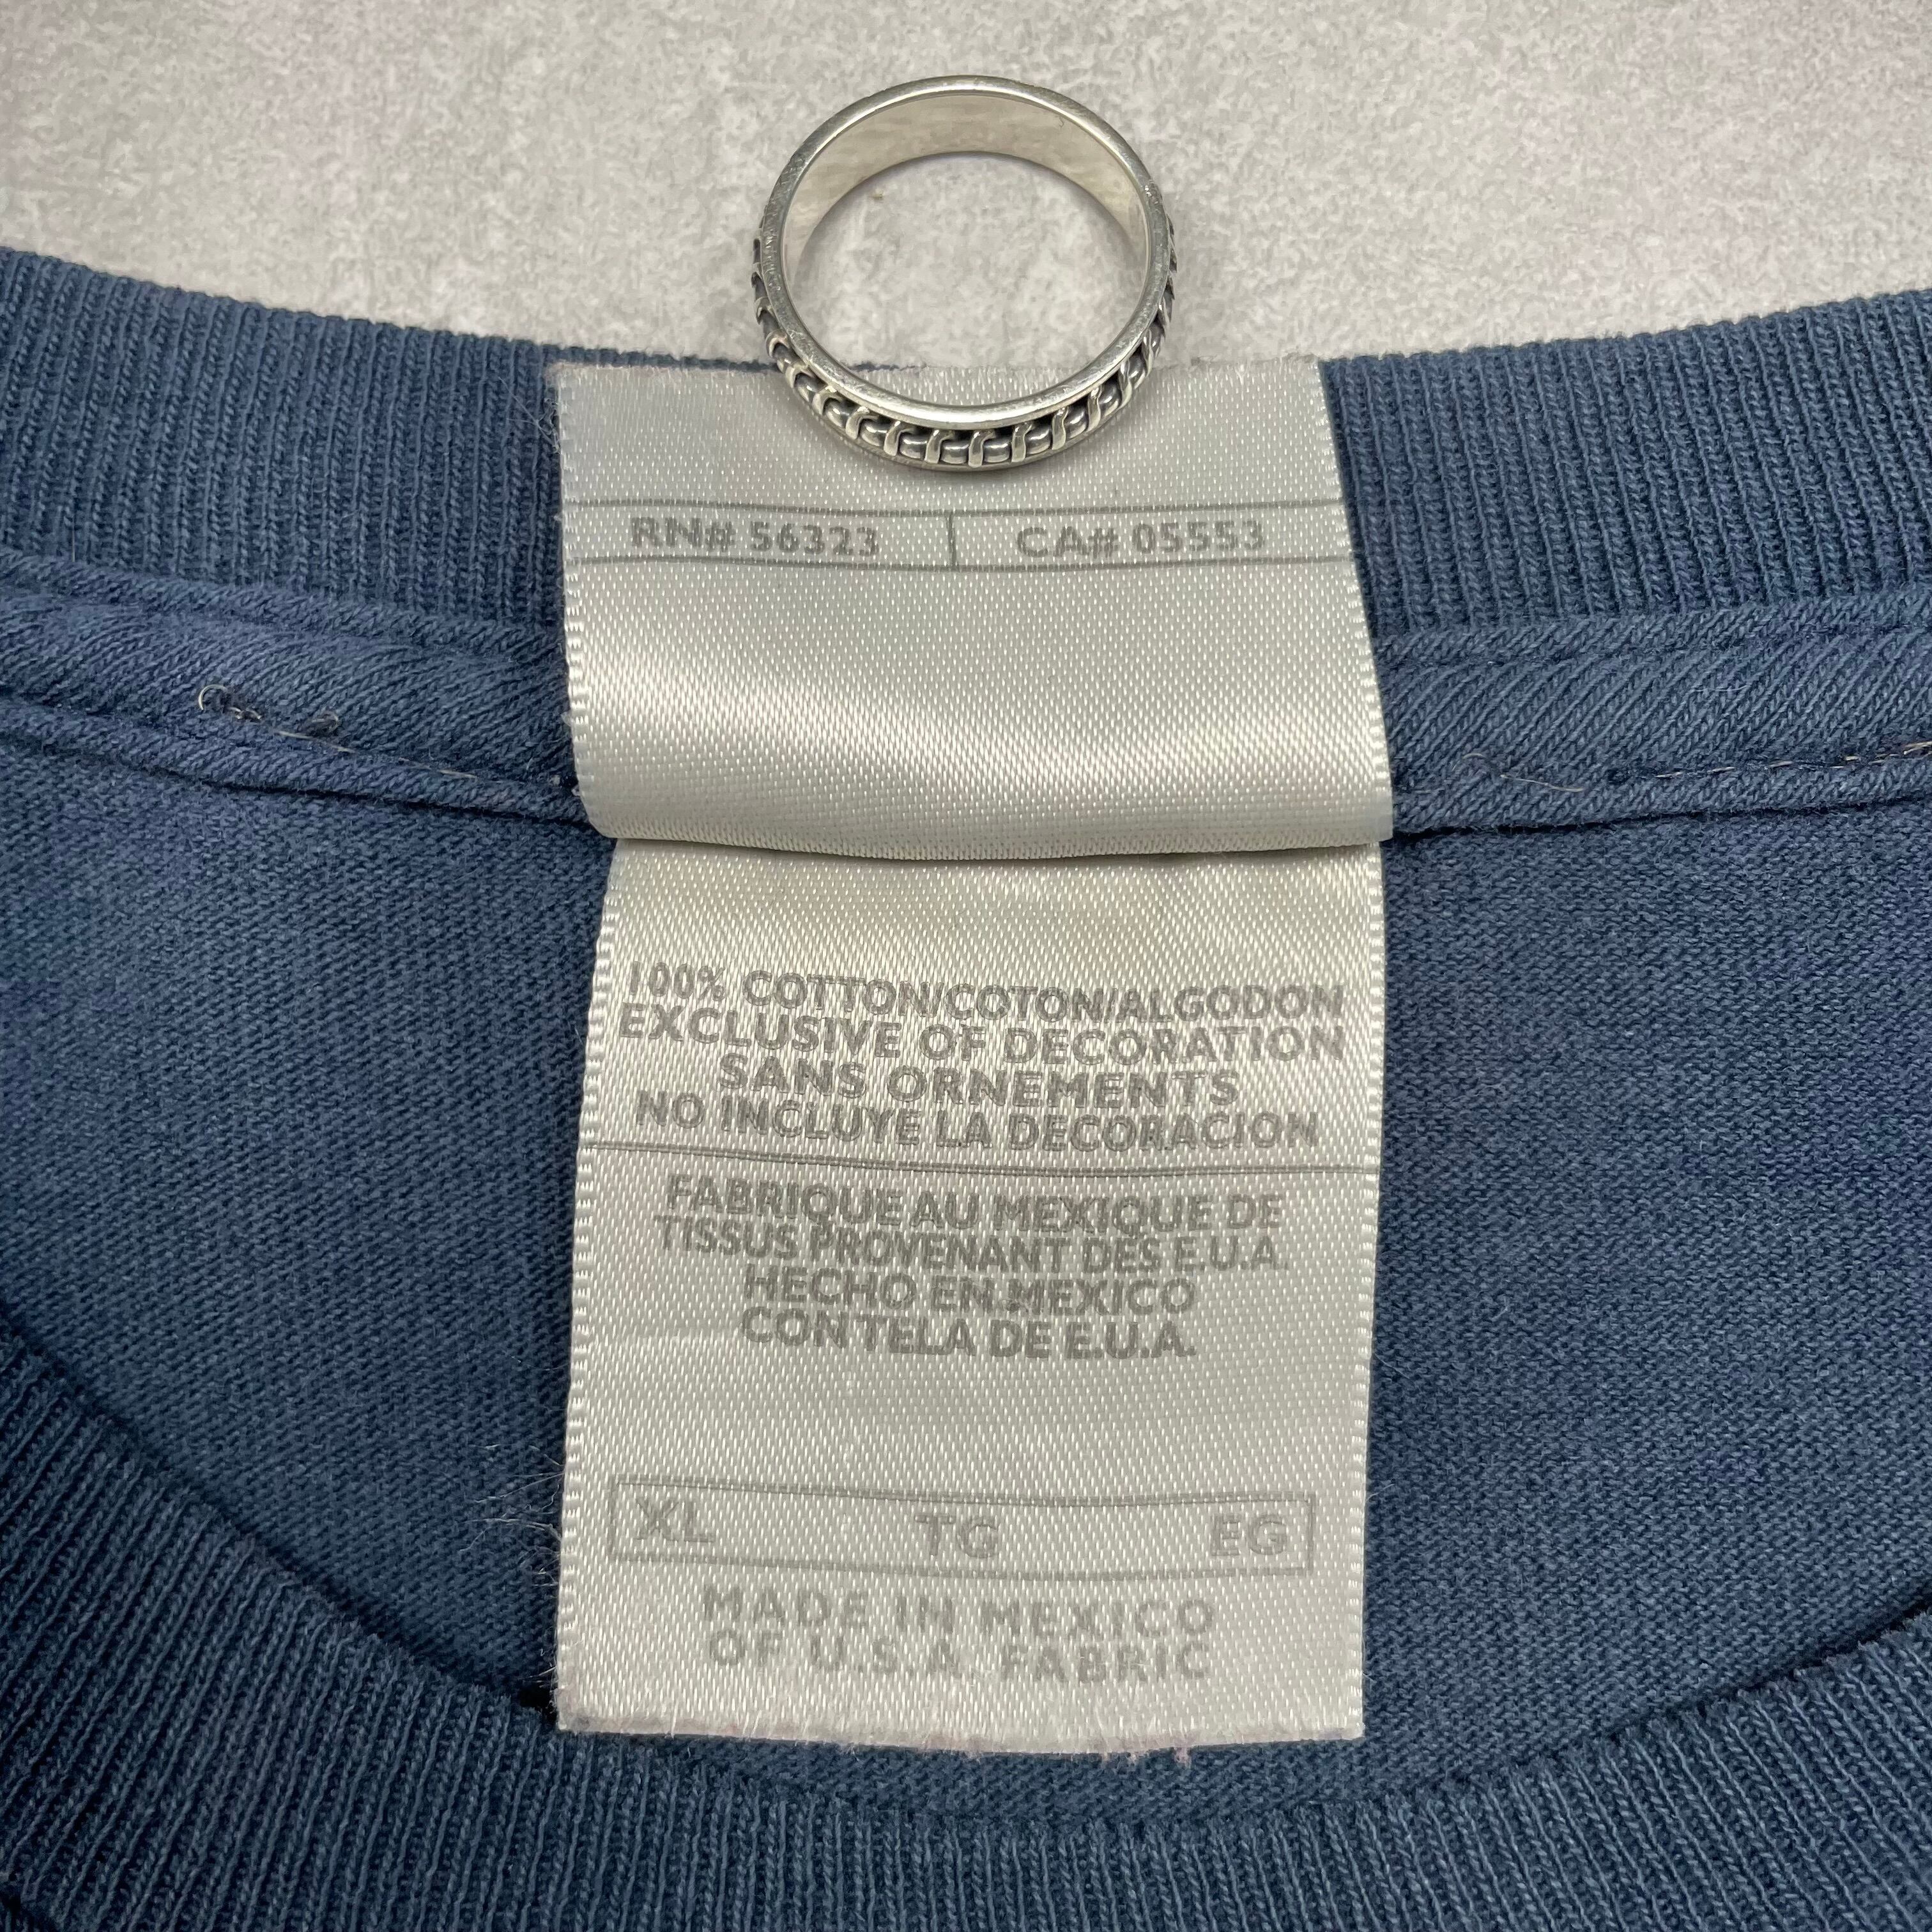 RN# 56323 | CA# 05553
100% COTTON/COTON/ALGODON
EXCLUSIVE OF DECORATION
SANS ORNEMENTS
NO INCLUYE LA DECORACION
FABRIQUE AU MEXIQUE DE
TISSUS PROVENANT DES E.U.A.
HECHO EN MEXICO
CON TELA DE E.U.A.
XL TG EG
MADE IN MEXICO
OF U.S.A. FABRIC